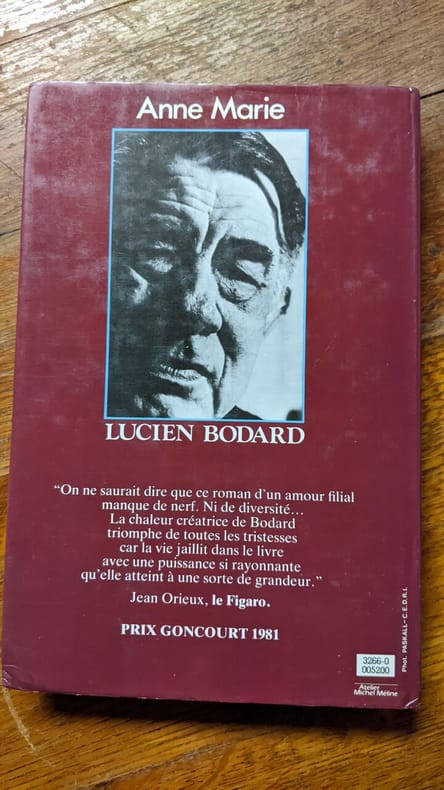 Anne Marie
LUCIEN BODARD
“On ne saurait dire que ce roman d’un amour filial
manque de nerf. Ni de diversité...
La chaleur créatrice de Bodard
triomphe de toutes les tristesses
car la vie jaillit dans le livre
avec une puissance si rayonnante
qu’elle atteint à une sorte de grandeur.”
Jean Orieux, le Figaro.
PRIX GONCOURT 1981
Phot. PASKALL - C.E.D.R.I.
3266-0
005200
Atelier
Michel Méline